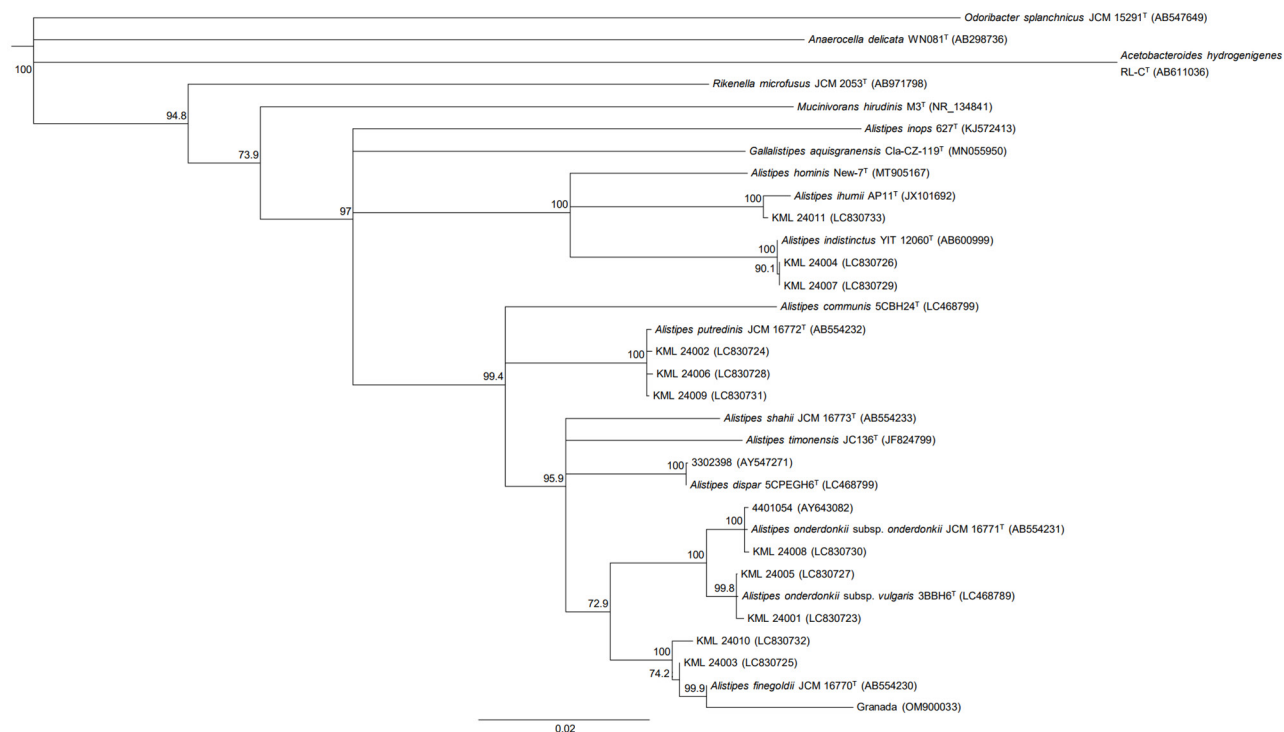 Odoribacter splanchnicus JCM 15291ᵀ (AB547649)
Anaerocella delicata WN081ᵀ (AB298736)
Acetobacteroides hydrogenigenes
RL-Cᵀ (AB611036)
100
Rikenella microfusus JCM 2053ᵀ (AB971798)
Mucinivorans hirudinis M3ᵀ (NR_134841)
94.8
Alistipes inops 627ᵀ (KJ572413)
Gallalistipes aquisgranensis Cla-CZ-119ᵀ (MN055950)
73.9
Alistipes hominis New-7ᵀ (MT905167)
Alistipes ihumii AP11ᵀ (JX101692)
100
97
100
KML 24011 (LC830733)
Alistipes indistinctus YIT 12060ᵀ (AB600999)
100
KML 24004 (LC830726)
90.1
KML 24007 (LC830729)
Alistipes communis 5CBH24ᵀ (LC468799)
Alistipes putredinis JCM 16772ᵀ (AB554232)
KML 24002 (LC830724)
100
99.4
KML 24006 (LC830728)
KML 24009 (LC830731)
Alistipes shahii JCM 16773ᵀ (AB554233)
Alistipes timonensis JC136ᵀ (JF824799)
3302398 (AY547271)
100
95.9
Alistipes dispar 5CPEGH6ᵀ (LC468799)
4401054 (AY643082)
100
Alistipes onderdonkii subsp. onderdonkii JCM 16771ᵀ (AB554231)
KML 24008 (LC830730)
100
KML 24005 (LC830727)
99.8
Alistipes onderdonkii subsp. vulgaris 3BBH6ᵀ (LC468789)
72.9
KML 24001 (LC830723)
KML 24010 (LC830732)
100
KML 24003 (LC830725)
74.2
99.9
Alistipes finegoldii JCM 16770ᵀ (AB554230)
Granada (OM900033)
0.02